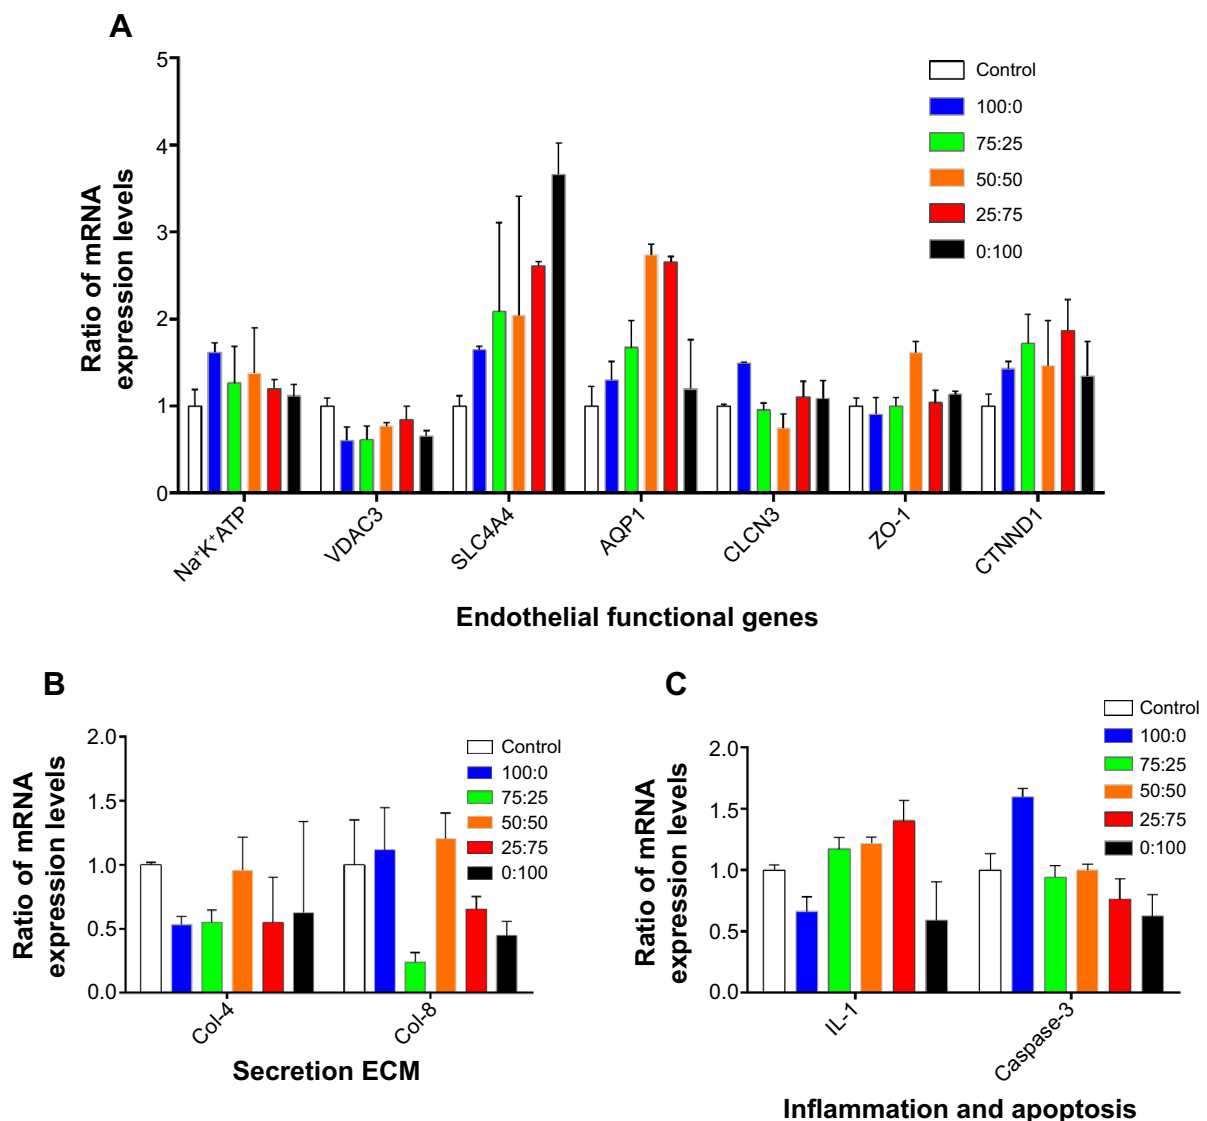 A
5
4
3
2
1
0
Ratio of mRNA
expression levels
Control
100:0
75:25
50:50
25:75
0:100
Na⁺K⁺ATP
VDAC3
SLC4A4
AQP1
CLCN3
ZO-1
CTNND1
Endothelial functional genes
B
2.0
1.5
1.0
0.5
0.0
Ratio of mRNA
expression levels
Control
100:0
75:25
50:50
25:75
0:100
Col-4
Col-8
Secretion ECM
C
2.0
1.5
1.0
0.5
0.0
Ratio of mRNA
expression levels
Control
100:0
75:25
50:50
25:75
0:100
IL-1
Caspase-3
Inflammation and apoptosis